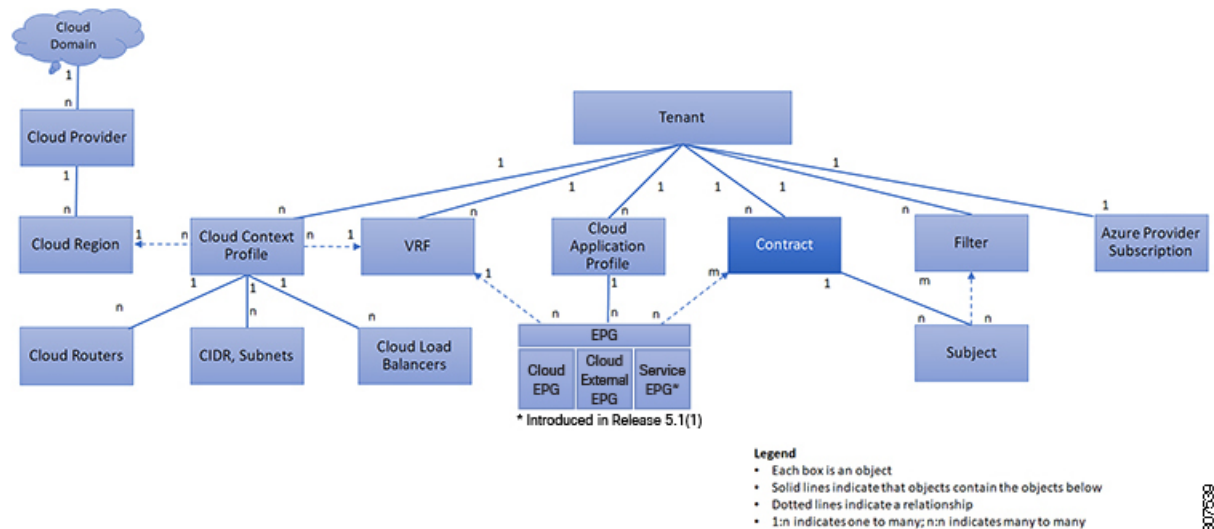 Cloud
Domain
1
n
Cloud Provider
1
n
Cloud Region
Tenant
1
1
1
1
1
1
n
n
n
n
n
1
1
n
Cloud Context
Profile
n
1
VRF
Cloud
Application
Profile
Contract
Filter
Azure Provider
Subscription
1
1
1
n
n
n
Cloud Routers
CIDR, Subnets
Cloud Load
Balancers
1
n
1
n
n
m
1
n
n
m
EPG
Cloud
EPG
Cloud
External
EPG
Service
EPG*
* Introduced in Release 5.1(1)
Subject
Legend
• Each box is an object
• Solid lines indicate that objects contain the objects below
• Dotted lines indicate a relationship
• 1:n indicates one to many; n:n indicates many to many
307539